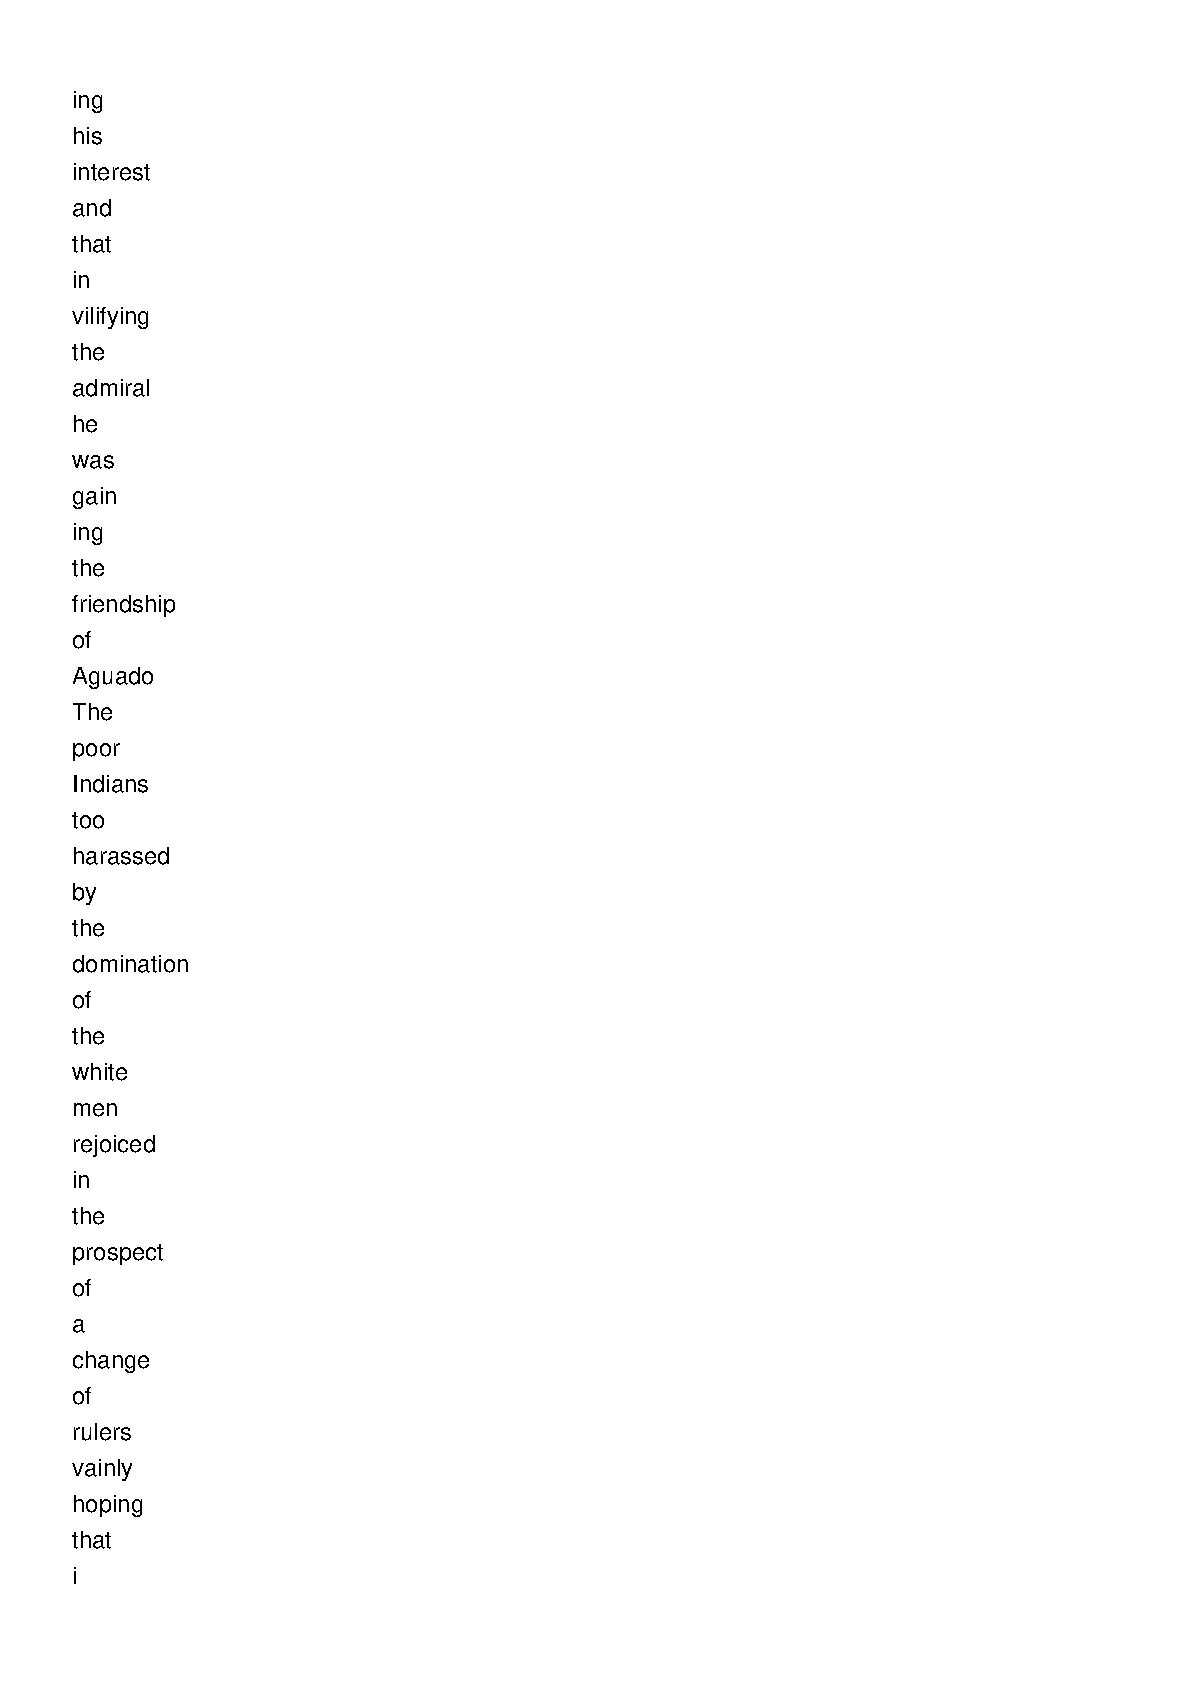 ing
his
interest
and
that
in
vilifying
the
admiral
he
was
gain
ing
the
friendship
of
Aguado
The
poor
Indians
too
harassed
by
the
domination
of
the
white
men
rejoiced
in
the
prospect
of
a
change
of
rulers
vainly
hoping
that
i